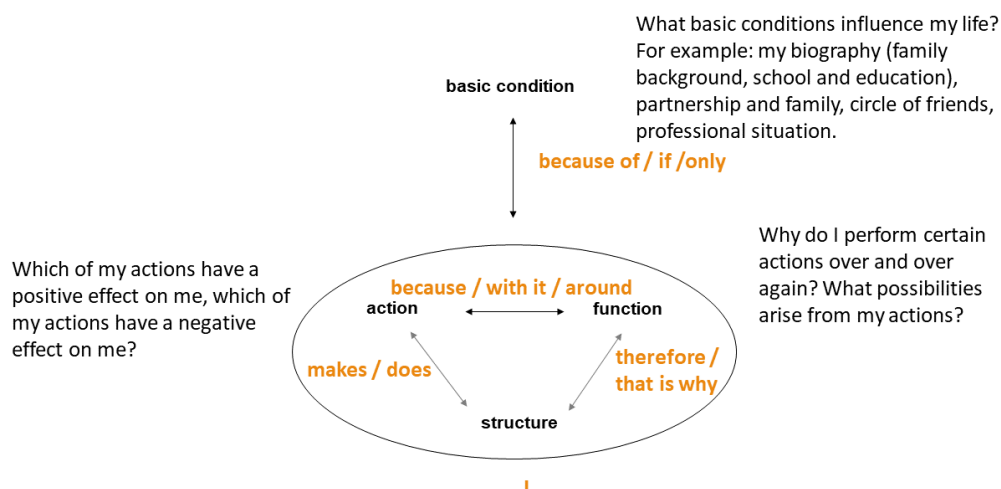 What basic conditions influence my life?
For example: my biography (family
background, school and education),
partnership and family, circle of friends,
professional situation.
basic condition
because of / if /only
Why do I perform certain
actions over and over
again? What possibilities
arise from my actions?
Which of my actions have a
positive effect on me, which of
my actions have a negative
effect on me?
because / with it / around
action
function
makes / does
therefore /
that is why
structure